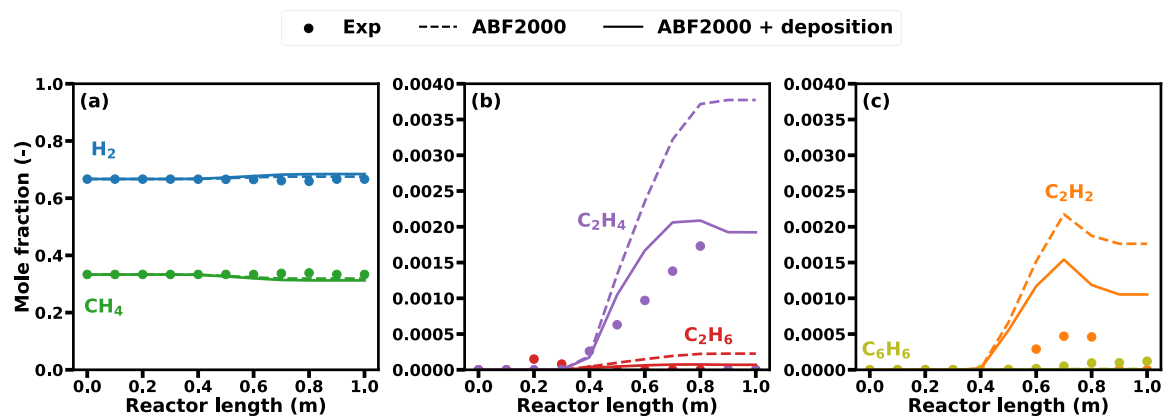 Exp ABF2000 ABF2000 + deposition
(a) (b) (c)
Mole fraction (-)
1.0
0.8
0.6
0.4
0.2
0.0
H₂
CH₄
0.0 0.2 0.4 0.6 0.8 1.0
Reactor length (m)
0.0040
0.0035
0.0030
0.0025
0.0020
0.0015
0.0010
0.0005
0.0000
C₂H₄
C₂H₆
0.0 0.2 0.4 0.6 0.8 1.0
Reactor length (m)
0.0040
0.0035
0.0030
0.0025
0.0020
0.0015
0.0010
0.0005
0.0000
C₂H₂
C₆H₆
0.0 0.2 0.4 0.6 0.8 1.0
Reactor length (m)